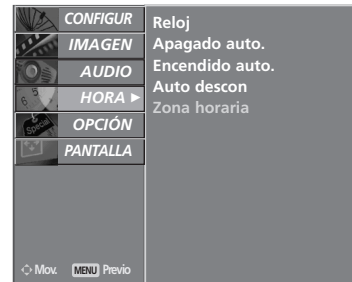 CONFIGUR
IMAGEN
AUDIO
HORA ►
OPCIÓN
PANTALLA
Reloj
Apagado auto.
Encendido auto.
Auto descon
Zona horaria
Mov. MENU Previo